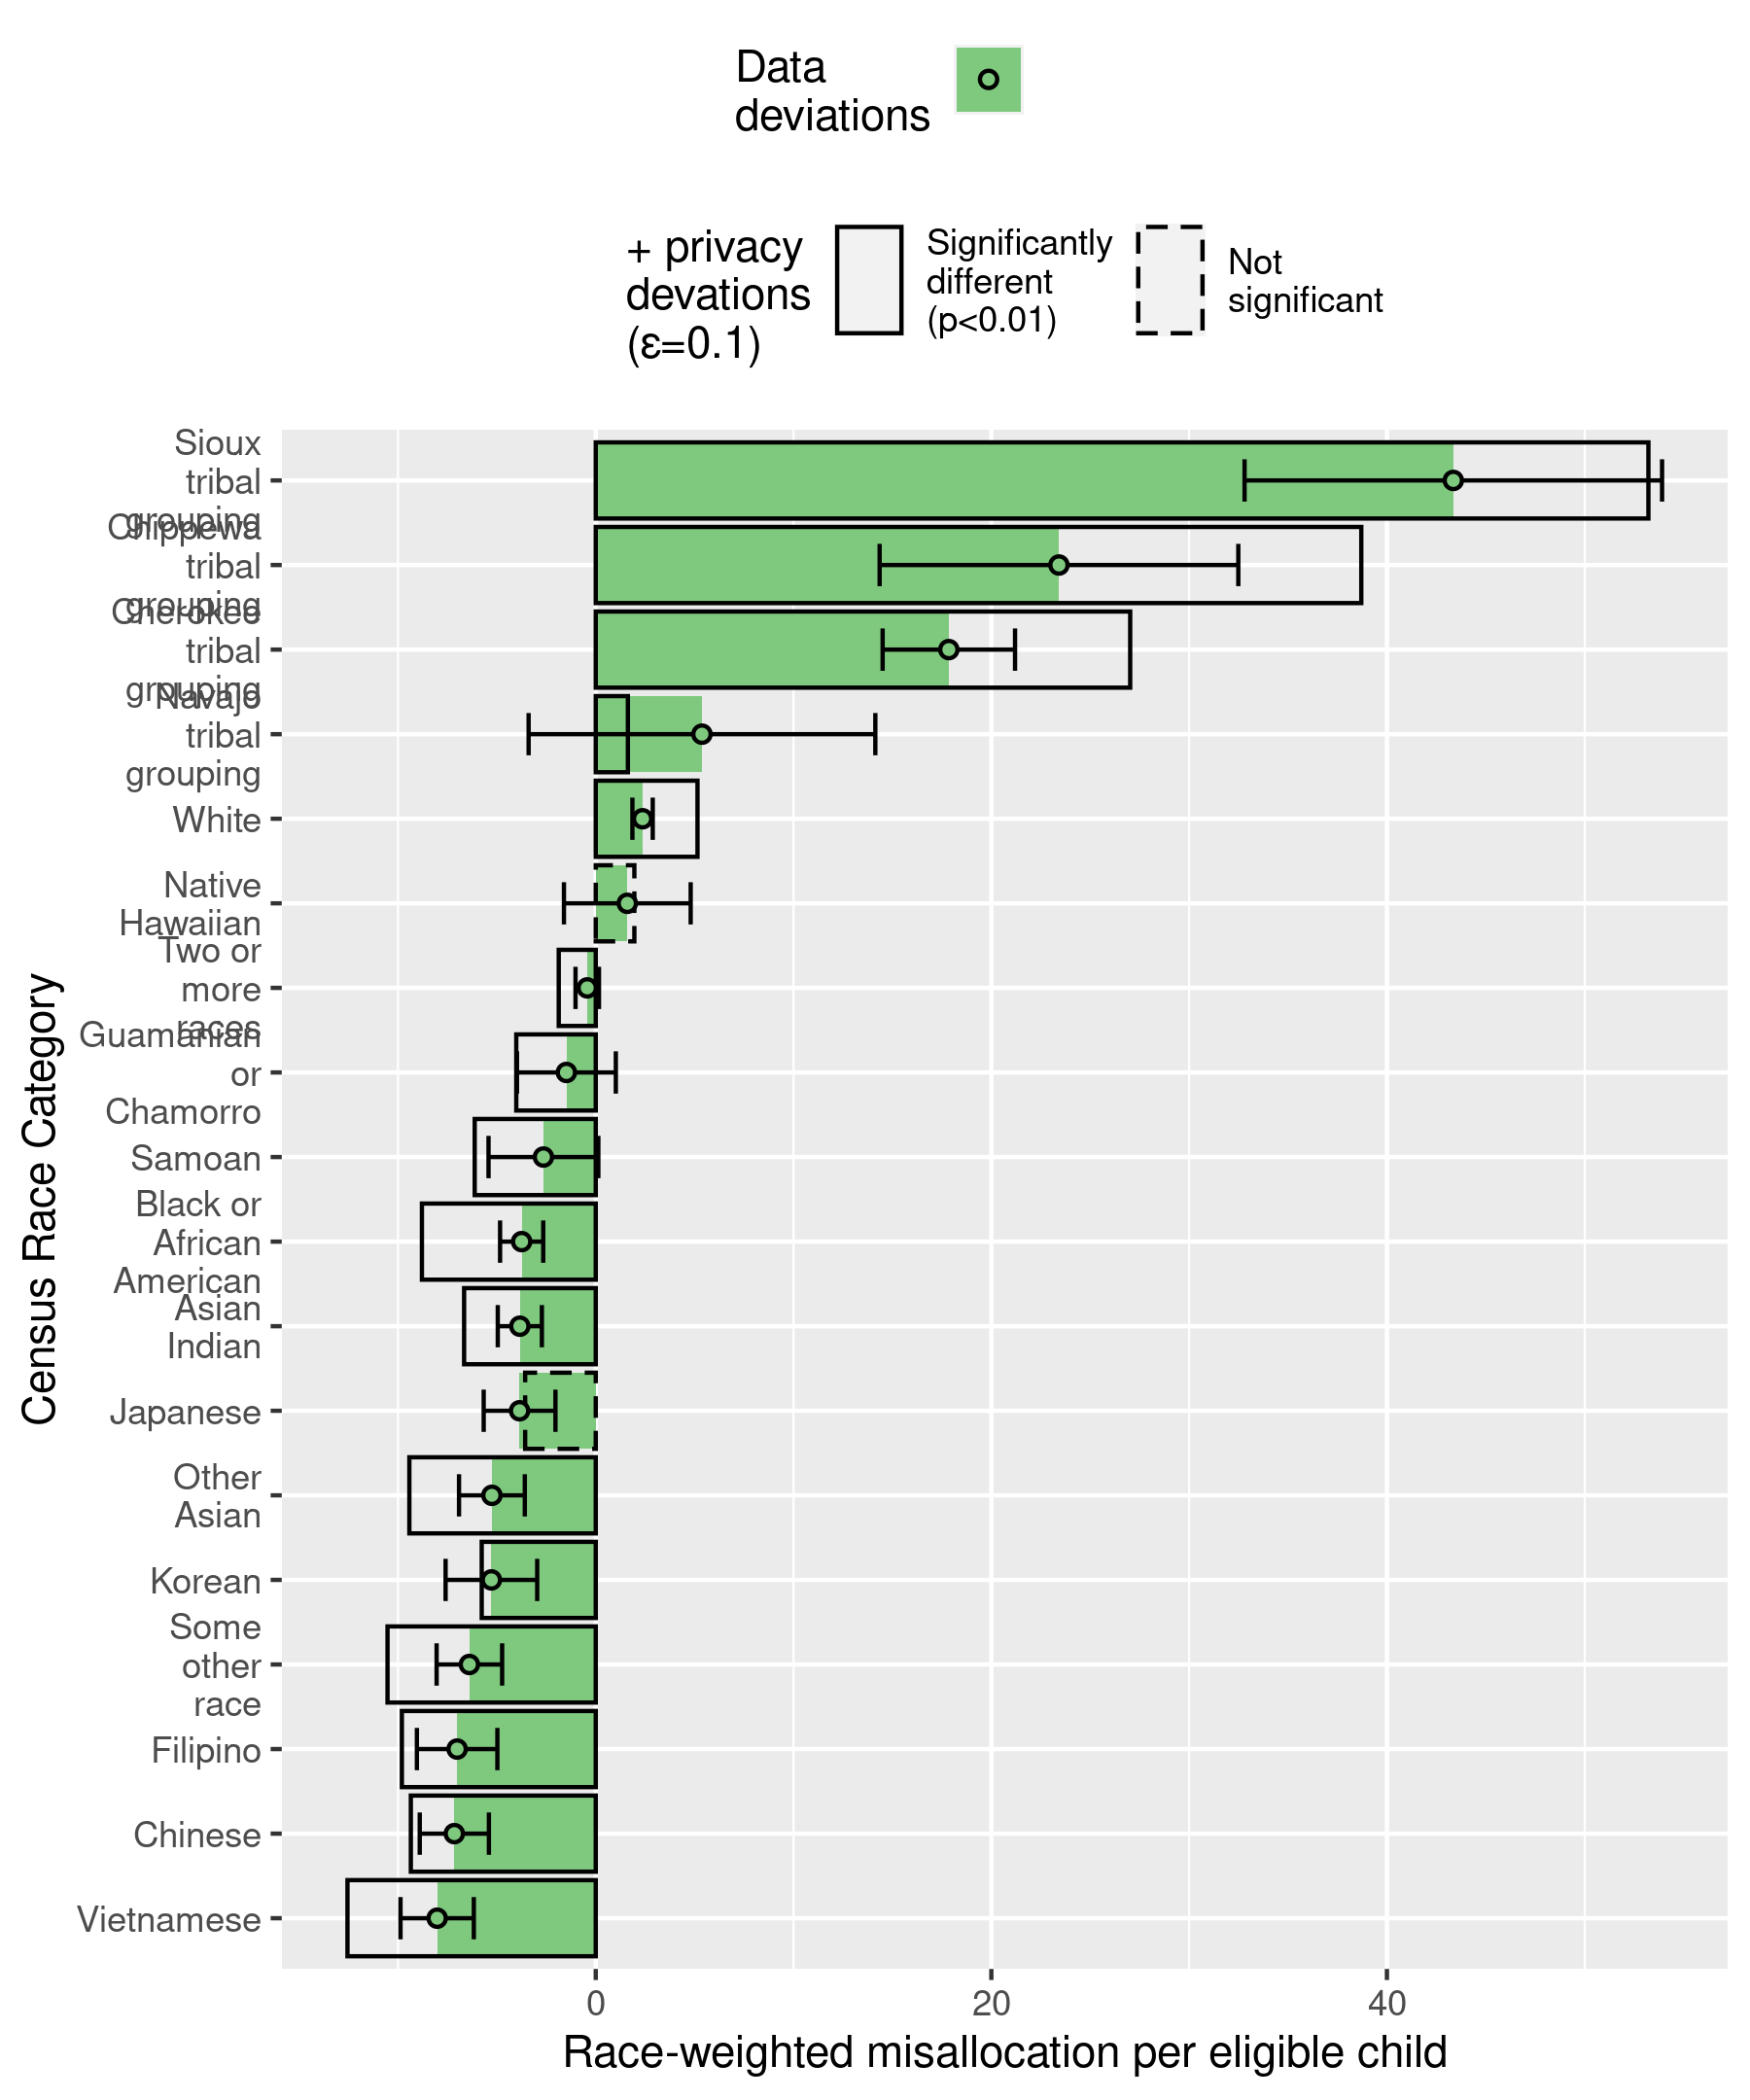 Data
deviations
+ privacy
devations
(ε=0.1)
Significantly
different
(p<0.01)
Not
significant
Sioux
tribal
grouping
Chippewa
tribal
grouping
Cherokee
tribal
grouping
Navajo
tribal
grouping
White
Native
Hawaiian
Two or
more
races
Guamanian
or
Chamorro
Samoan
Black or
African
American
Asian
Indian
Japanese
Other
Asian
Korean
Some
other
race
Filipino
Chinese
Vietnamese
Census Race Category
0
20
40
Race-weighted misallocation per eligible child